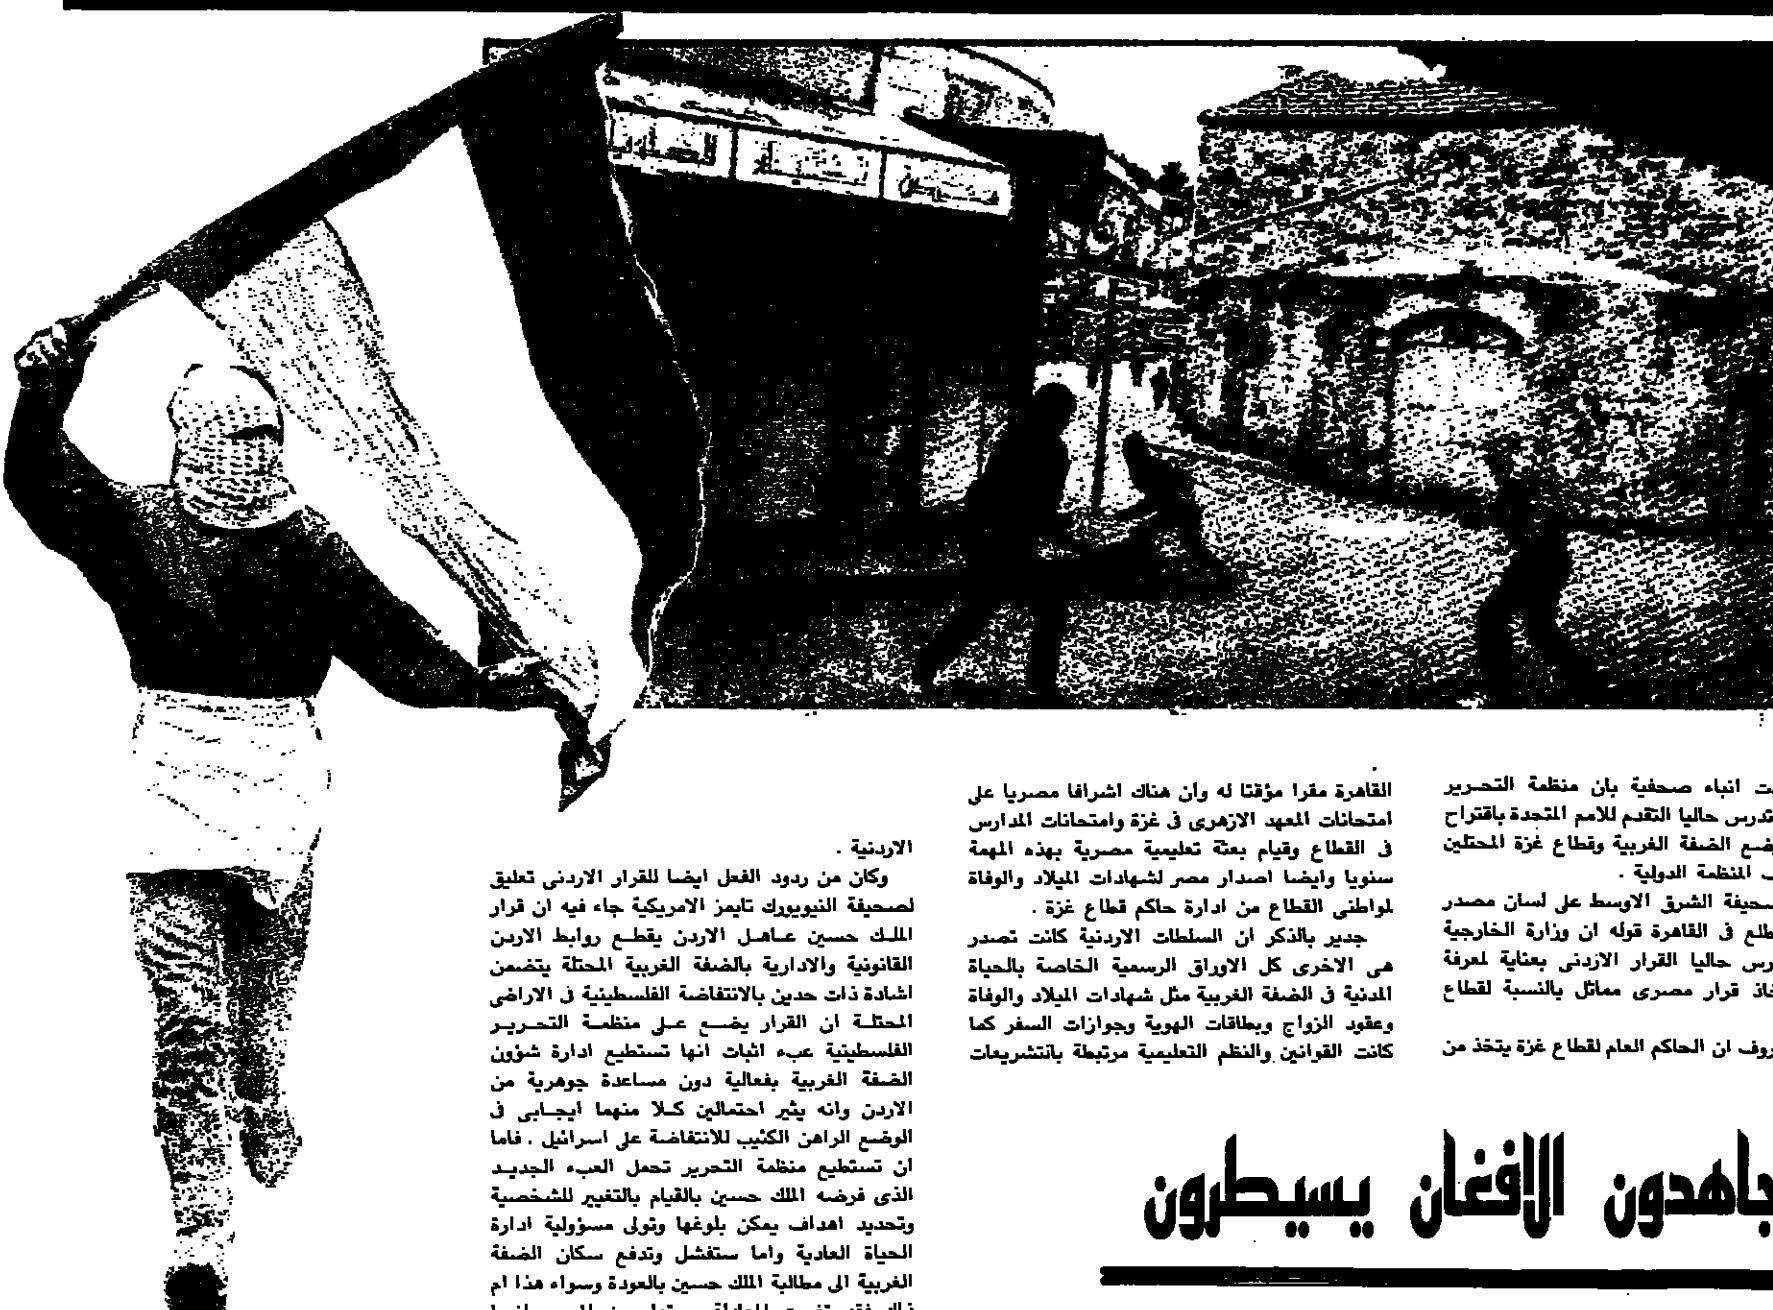 ت انباء صحفية بان منظمة التحرير
تدرس حاليا التقدم للامم المتحدة باقتراح
ضع الضفة الغربية وقطاع غزة المحتلين
المنظمة الدولية .
صحيفة الشرق الاوسط على لسان مصدر
طلع فى القاهرة قوله ان وزارة الخارجية
رس حاليا القرار الاردنى بعناية لمعرفة
خاذ قرار مصرى مماثل بالنسبة لقطاع
روف ان الحاكم العام لقطاع غزة يتخذ من
القاهرة مقرا مؤقتا له وان هناك اشرافا مصريا على
امتحانات المعهد الازهرى فى غزة وامتحانات المدارس
فى القطاع وقيام بعثة تعليمية مصرية بهذه المهمة
سنويا وايضا اصدار مصر لشهادات الميلاد والوفاة
لمواطنى القطاع من ادارة حاكم قطاع غزة .
جدير بالذكر ان السلطات الاردنية كانت تصدر
هى الاخرى كل الاوراق الرسمية الخاصة بالحياة
المدنية فى الضفة الغربية مثل شهادات الميلاد والوفاة
وعقود الزواج وبطاقات الهوية وجوازات السفر كما
كانت القوانين والنظم التعليمية مرتبطة بالتشريعات
الاردنية .
وكان من ردود الفعل ايضا للقرار الاردنى تعليق
لصحيفة النيويورك تايمز الامريكية جاء فيه ان قرار
الملك حسين عاهل الاردن يقطع روابط الاردن
القانونية والادارية بالضفة الغربية المحتلة يتضمن
اشادة ذات حدين بالانتفاضة الفلسطينية فى الاراضى
المحتلة ان القرار يضع على منظمة التحرير
الفلسطينية عبء اثبات انها تستطيع ادارة شؤون
الضفة الغربية بفعالية دون مساعدة جوهرية من
الاردن وانه يثير احتمالين كلا منهما ايجابى فى
الوضع الراهن الكئيب للانتفاضة على اسرائيل . فاما
ان تستطيع منظمة التحرير تحمل العبء الجديد
الذى فرضه الملك حسين بالقيام بالتغيير للشخصية
وتحديد اهداف يمكن بلوغها وتولى مسؤولية ادارة
الحياة العادية واما ستفشل وتدفع سكان الضفة
الغربية الى مطالبة الملك حسين بالعودة وسواء هذا ام
جاهدون الافغان يسيطرون